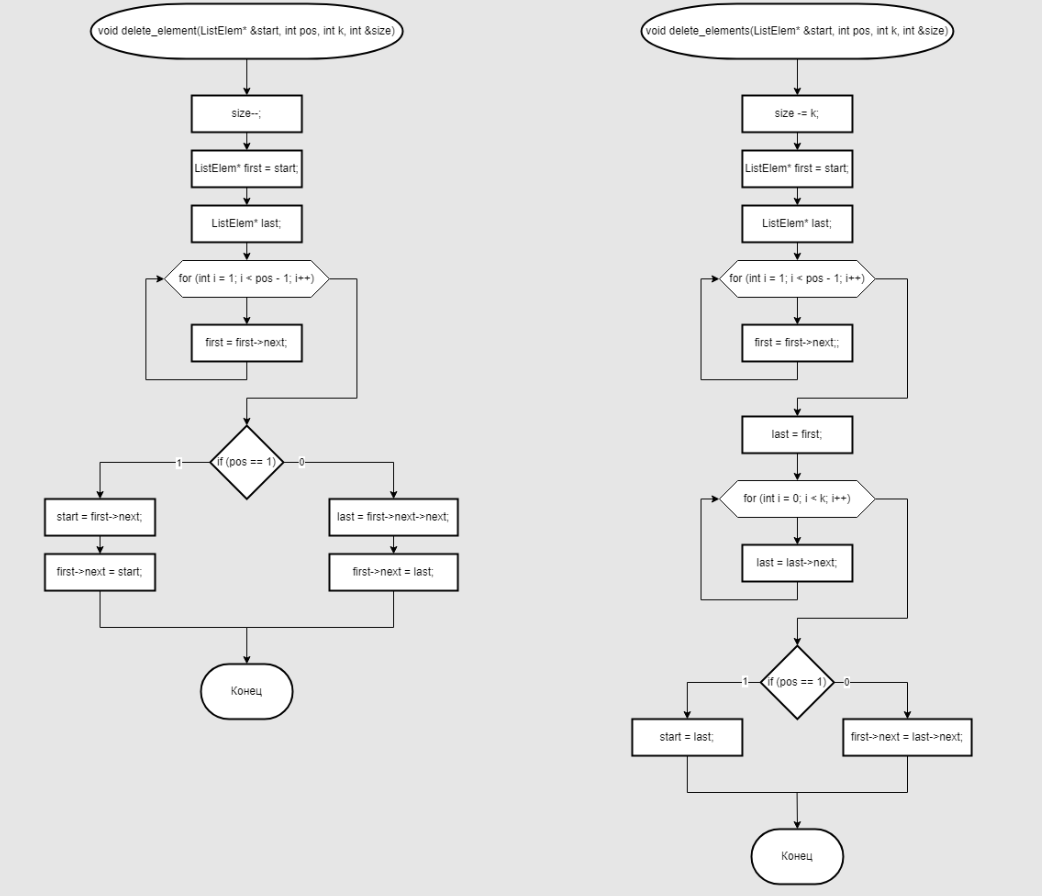 void delete_element(ListElem* &start, int pos, int k, int &size)
size--;
ListElem* first = start;
ListElem* last;
for (int i = 1; i < pos - 1; i++)
first = first->next;
if (pos == 1)
1
0
start = first->next;
first->next = start;
last = first->next->next;
first->next = last;
Конец
void delete_elements(ListElem* &start, int pos, int k, int &size)
size -= k;
ListElem* first = start;
ListElem* last;
for (int i = 1; i < pos - 1; i++)
first = first->next;;
last = first;
for (int i = 0; i < k; i++)
last = last->next;
if (pos == 1)
1
0
start = last;
first->next = last->next;
Конец